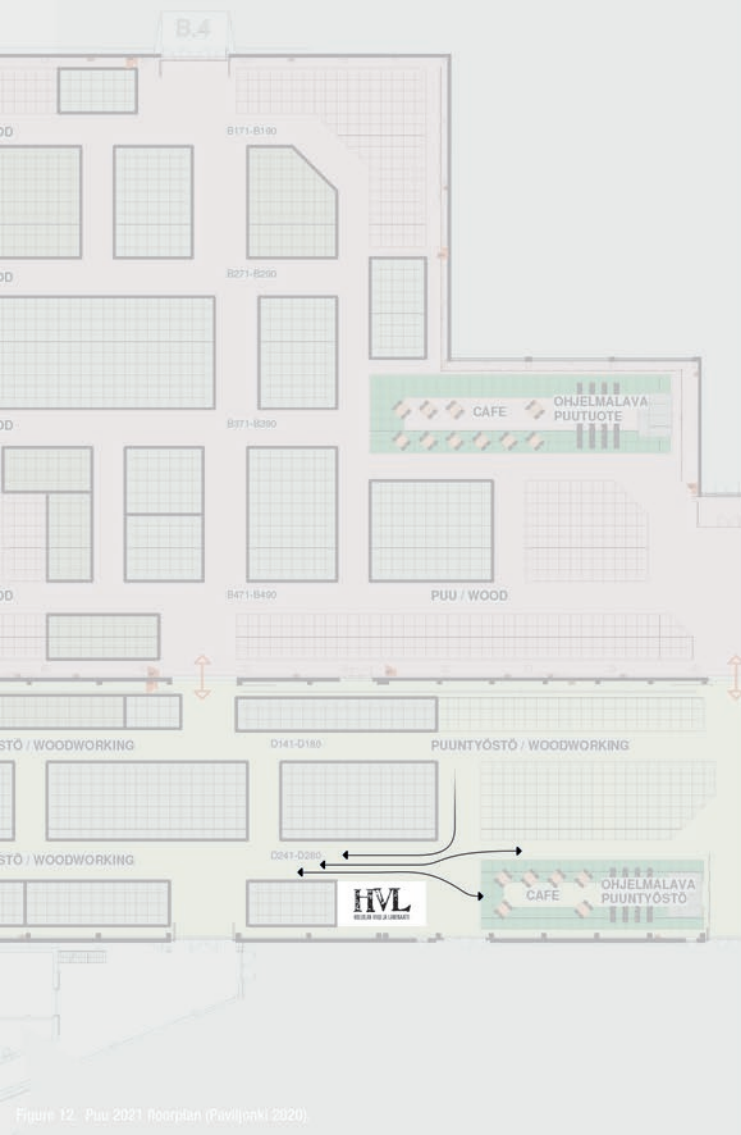 B.4
OD
B171-B190
OD
B271-B290
CAFE
OHJELMALAVA
PUUTUOTE
OD
B371-B390
OD
B471-B490
PUU / WOOD
STÖ / WOODWORKING
D141-D160
PUUNTYÖSTÖ / WOODWORKING
STÖ / WOODWORKING
D241-D260
HVL
CAFE
OHJELMALAVA
PUUNTYÖSTÖ
Figure 12. Puu 2021 floorplan (Paviljonki 2020).